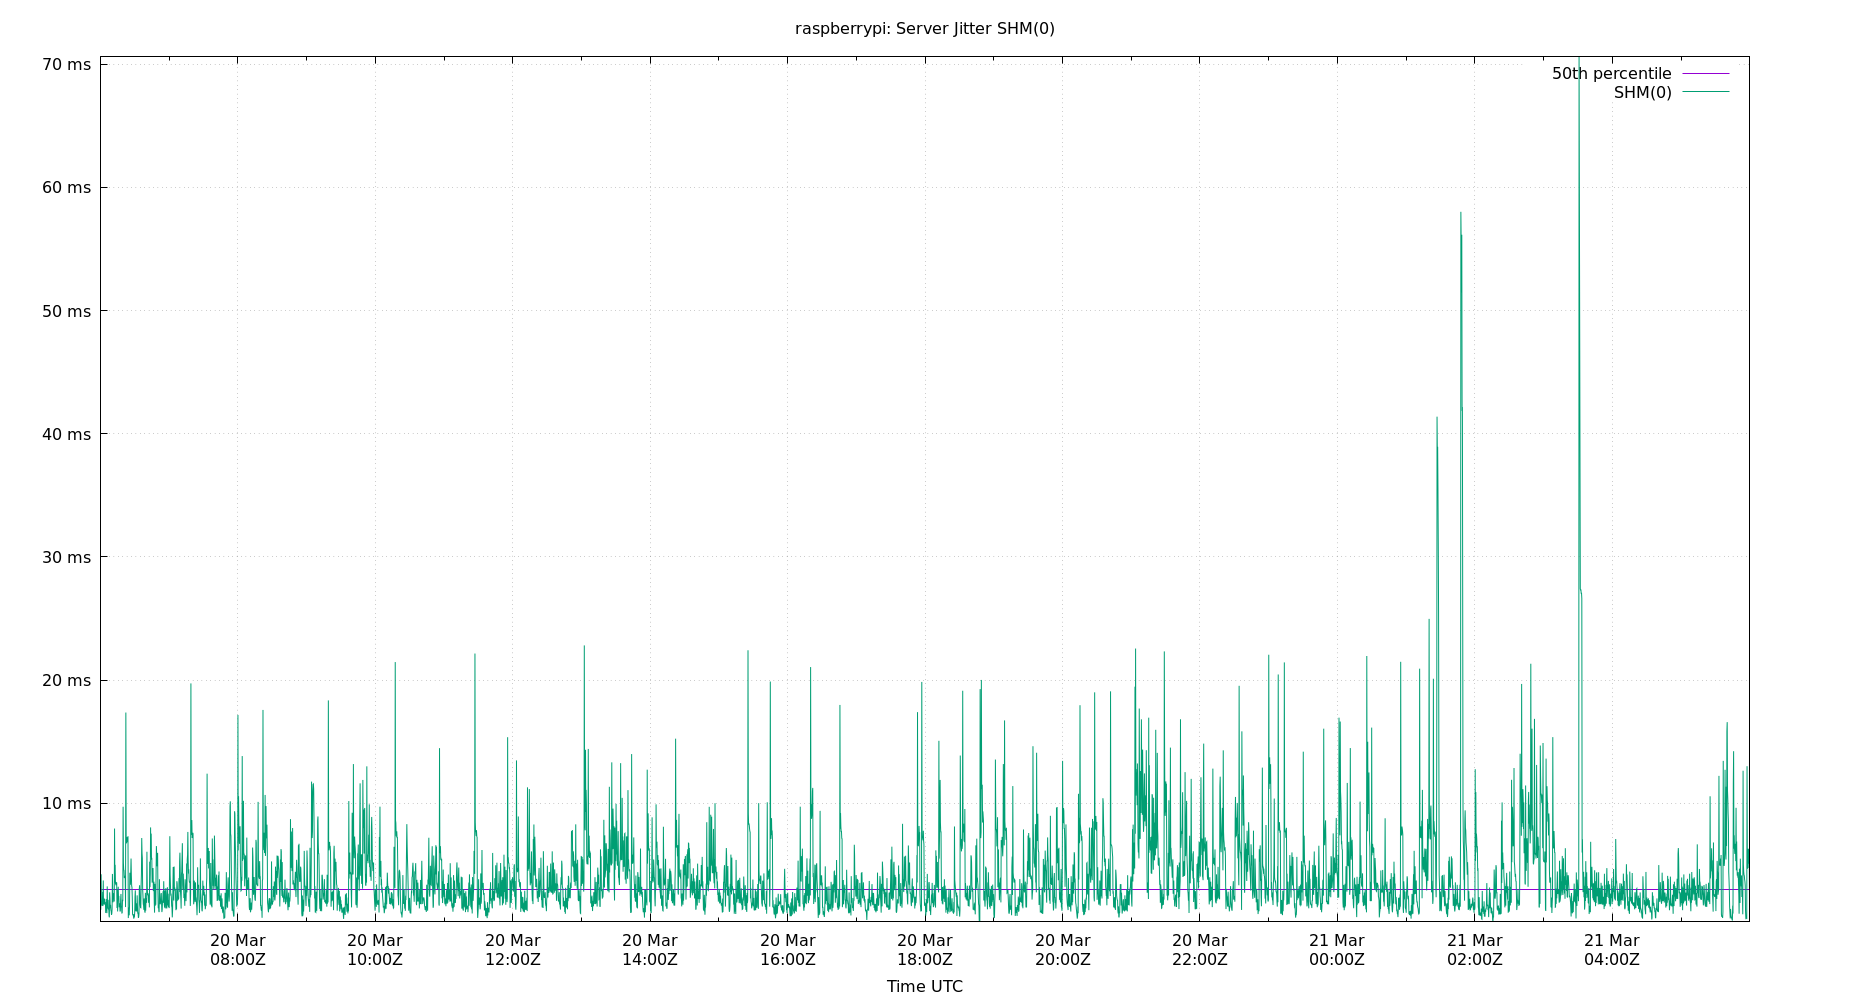 raspberrypi: Server Jitter SHM(0)
70 ms
60 ms
50 ms
40 ms
30 ms
20 ms
10 ms
50th percentile
SHM(0)
20 Mar 08:00Z
20 Mar 10:00Z
20 Mar 12:00Z
20 Mar 14:00Z
20 Mar 16:00Z
20 Mar 18:00Z
20 Mar 20:00Z
20 Mar 22:00Z
21 Mar 00:00Z
21 Mar 02:00Z
21 Mar 04:00Z
Time UTC